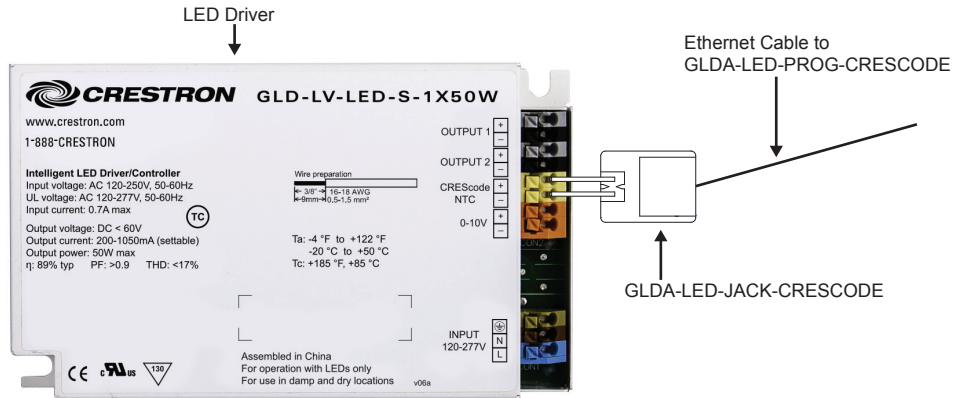 LED Driver
Ethernet Cable to
GLDA-LED-PROG-CRESCODE
CRESTRON GLD-LV-LED-S-1X50W
www.crestron.com
1-888-CRESTRON
Intelligent LED Driver/Controller
Input voltage: AC 120-250V, 50-60Hz
UL voltage: AC 120-277V, 50-60Hz
Input current: 0.7A max
TC
Output voltage: DC < 60V
Output current: 200-1050mA (settable)
Output power: 50W max
η: 89% typ PF: >0.9 THD: <17%
Wire preparation
3/8" 16-18 AWG
9mm 0,5-1,5 mm²
Ta: -4 °F to +122 °F
-20 °C to +50 °C
Tc: +185 °F, +85 °C
OUTPUT 1 +
–
OUTPUT 2 +
–
CREScode +
NTC –
0-10V +
–
CON2
GLDA-LED-JACK-CRESCODE
INPUT N
120-277V L
CON1
CE c RU US 130
Assembled in China
For operation with LEDs only
For use in damp and dry locations v06a